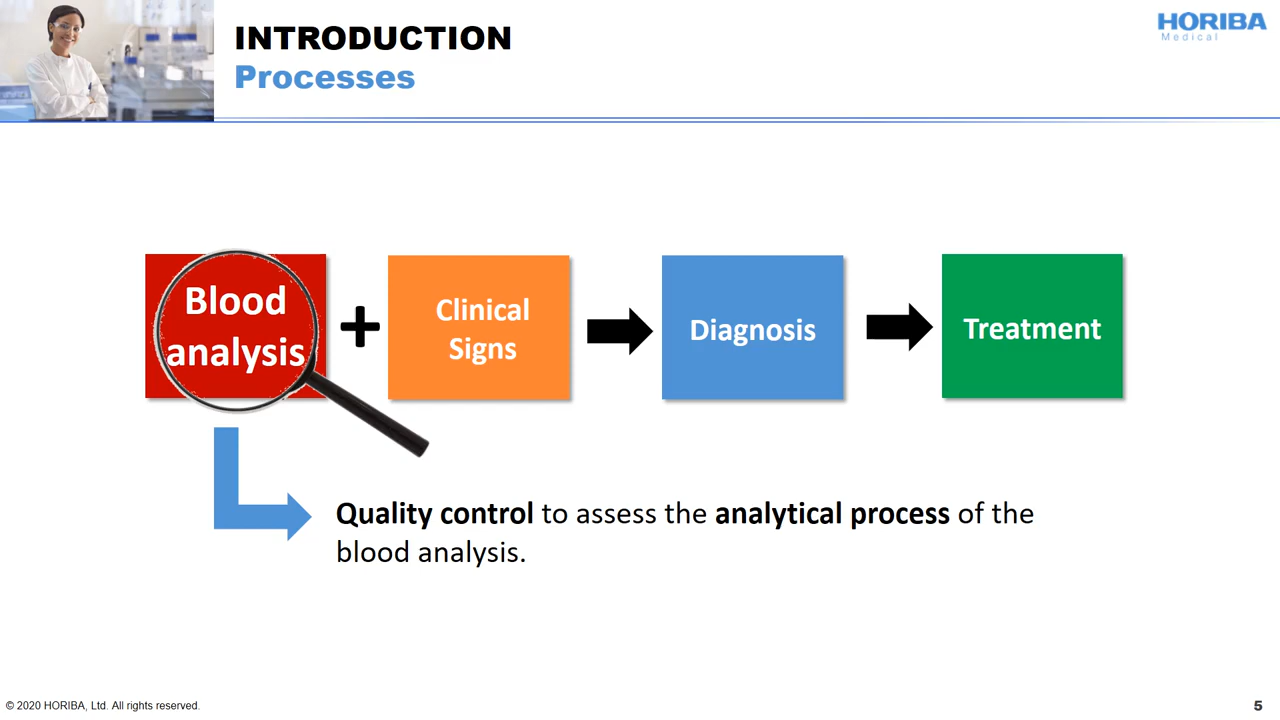 INTRODUCTION
Processes
HORIBA
Medical
Blood
analysis
+
Clinical
Signs
Diagnosis
Treatment
Quality control to assess the analytical process of the
blood analysis.
© 2020 HORIBA, Ltd. All rights reserved.
5